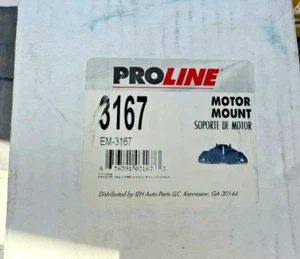 PROLINE
3167
MOTOR
MOUNT
SOPORTE DE MOTOR
EM-3167
Distributed by IEH Auto Parts LLC. Kennesaw, GA 30144